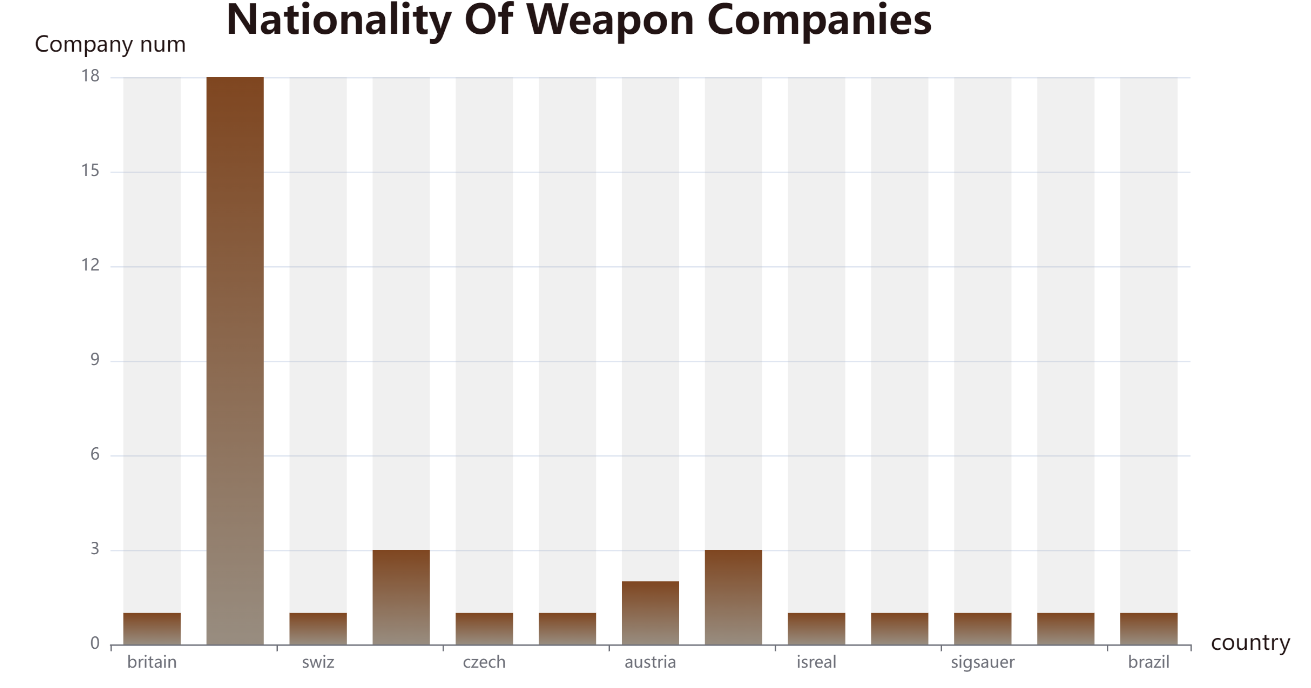 Nationality Of Weapon Companies
Company num
18
15
12
9
6
3
0
britain swiz czech austria isreal sigsauer brazil
country